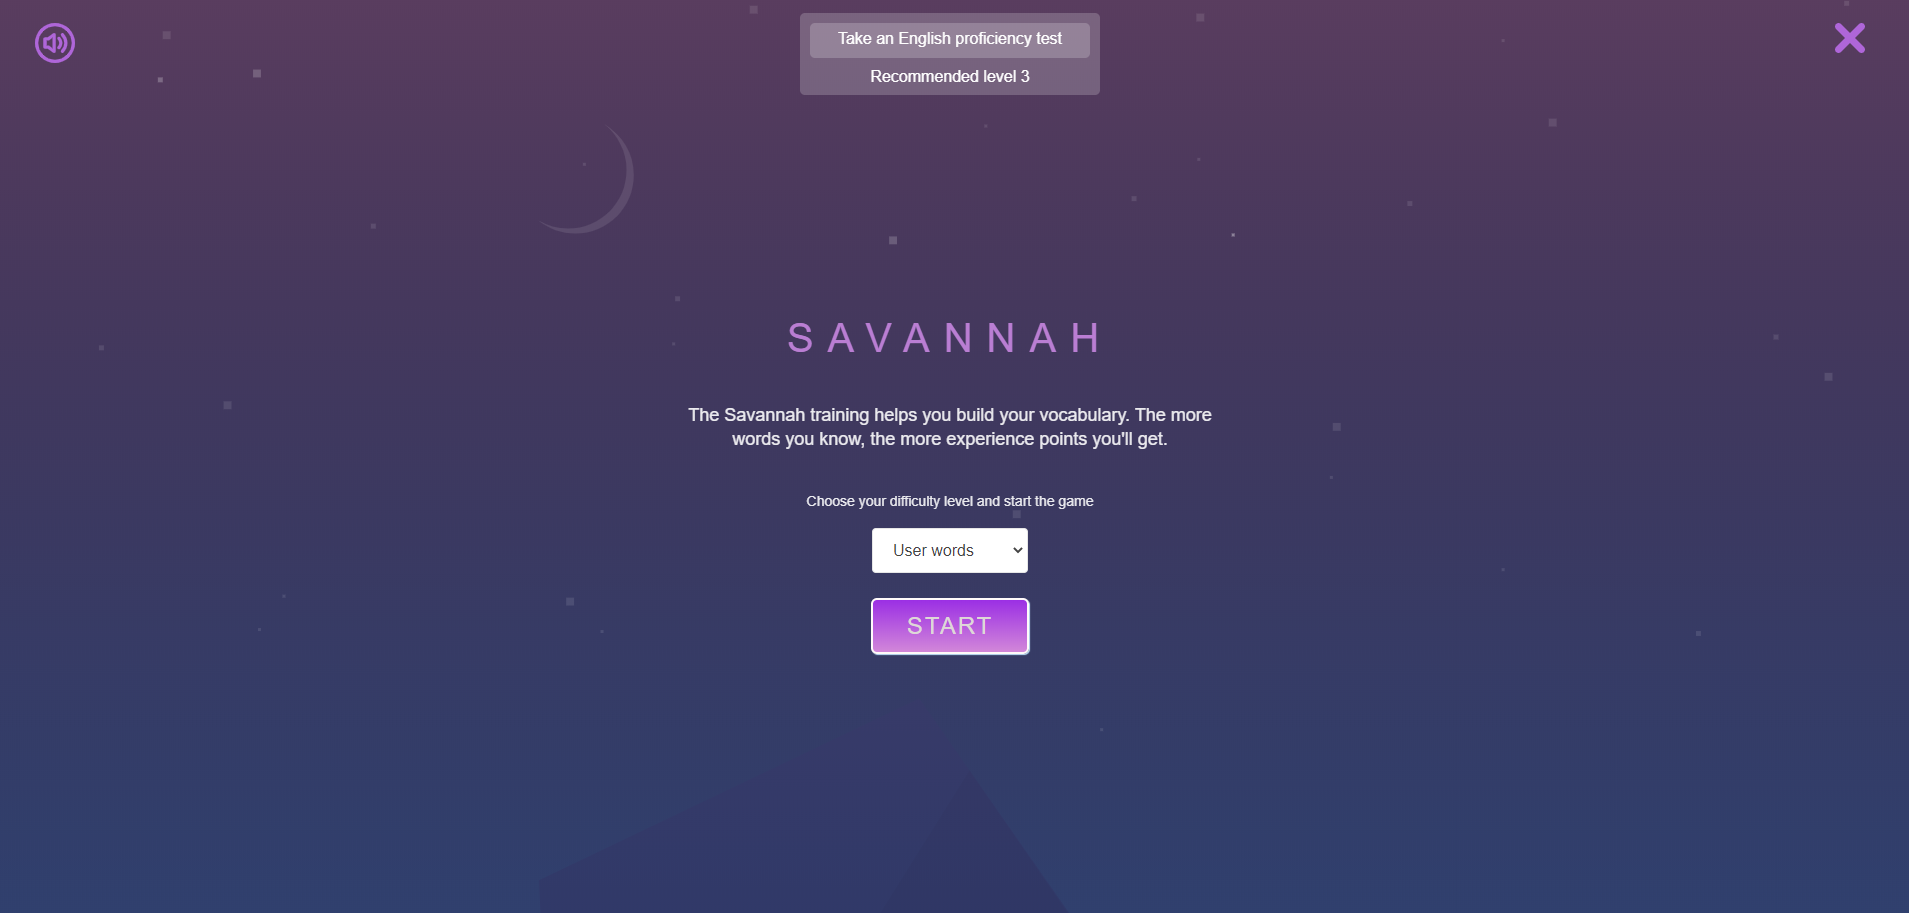 Take an English proficiency test
Recommended level 3
SAVANNAH
The Savannah training helps you build your vocabulary. The more
words you know, the more experience points you'll get.
Choose your difficulty level and start the game
User words
START